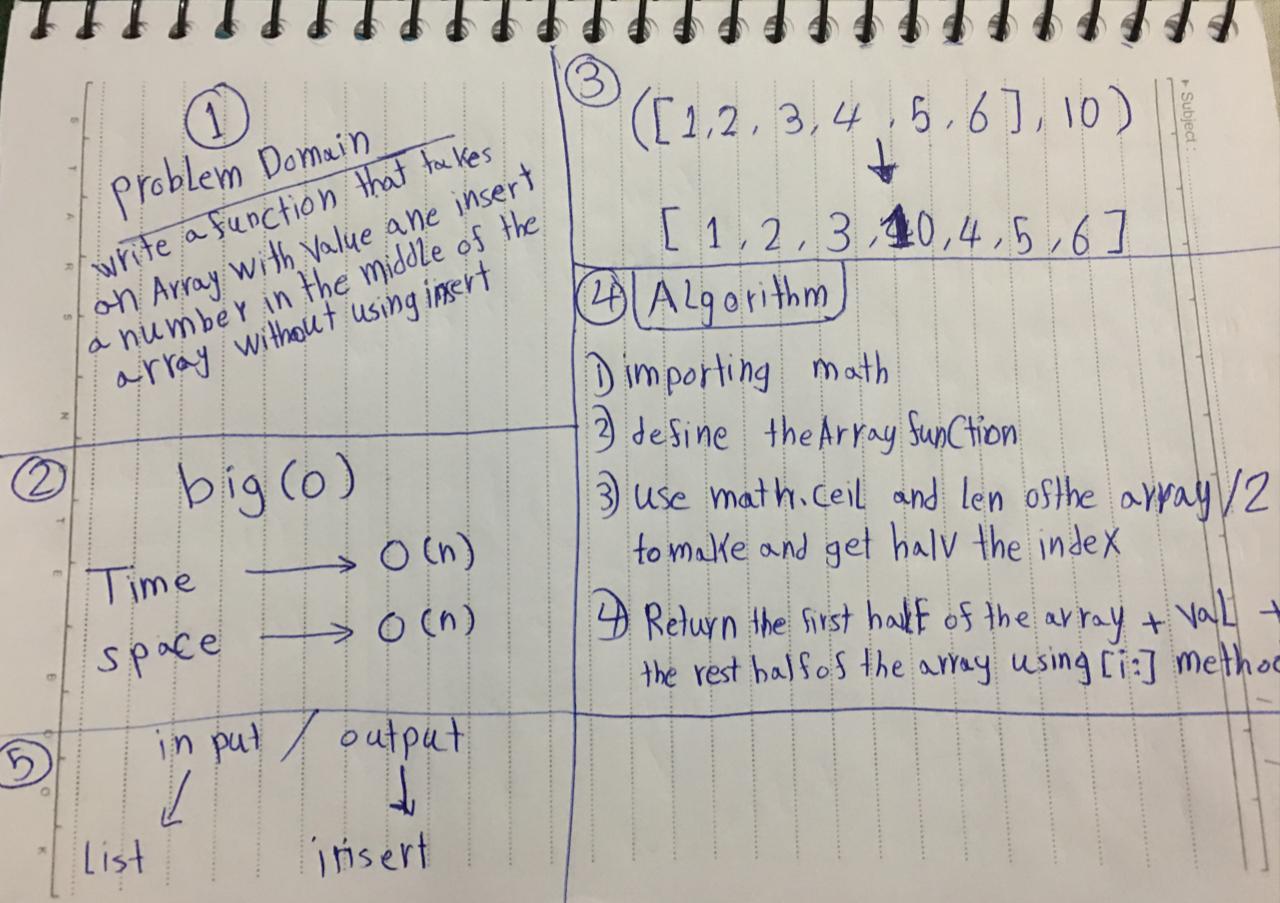 ①
problem Domain
write a function that takes
an Array with Value ane insert
a number in the middle of the
array without using insert
②
big(o)
Time → O(n)
space → O(n)
③
([1,2,3,4,5,6],10)
↓
[1,2,3,10,4,5,6]
④ ALgorithm
1) importing math
2) define the Array function
3) use math.ceil and len of the array/2
to make and get halv the index
4) Return the first half of the array + val +
the rest half of the array using [i:] metho
⑤
in put / output
List insert
Subject: